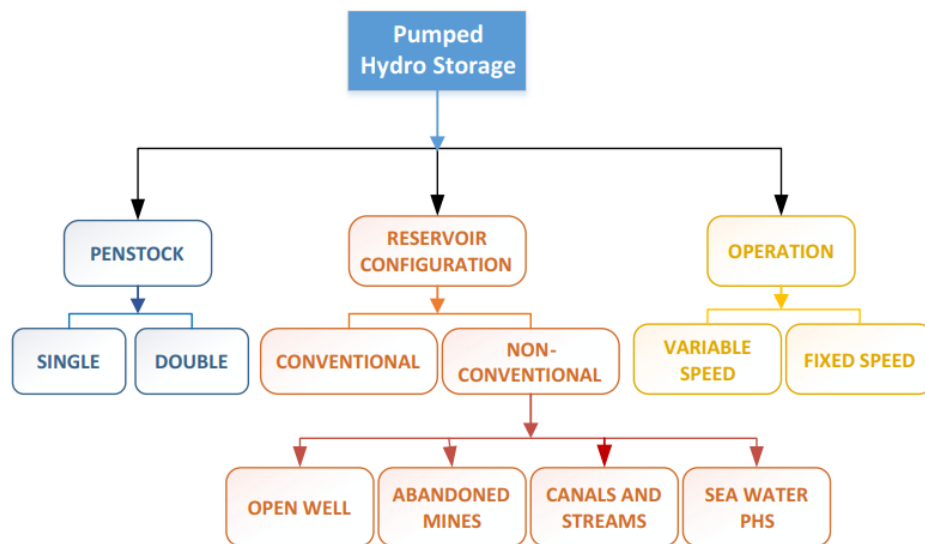 Pumped
Hydro Storage
PENSTOCK
RESERVOIR
CONFIGURATION
OPERATION
SINGLE
DOUBLE
CONVENTIONAL
NON-
CONVENTIONAL
VARIABLE
SPEED
FIXED SPEED
OPEN WELL
ABANDONED
MINES
CANALS AND
STREAMS
SEA WATER
PHS